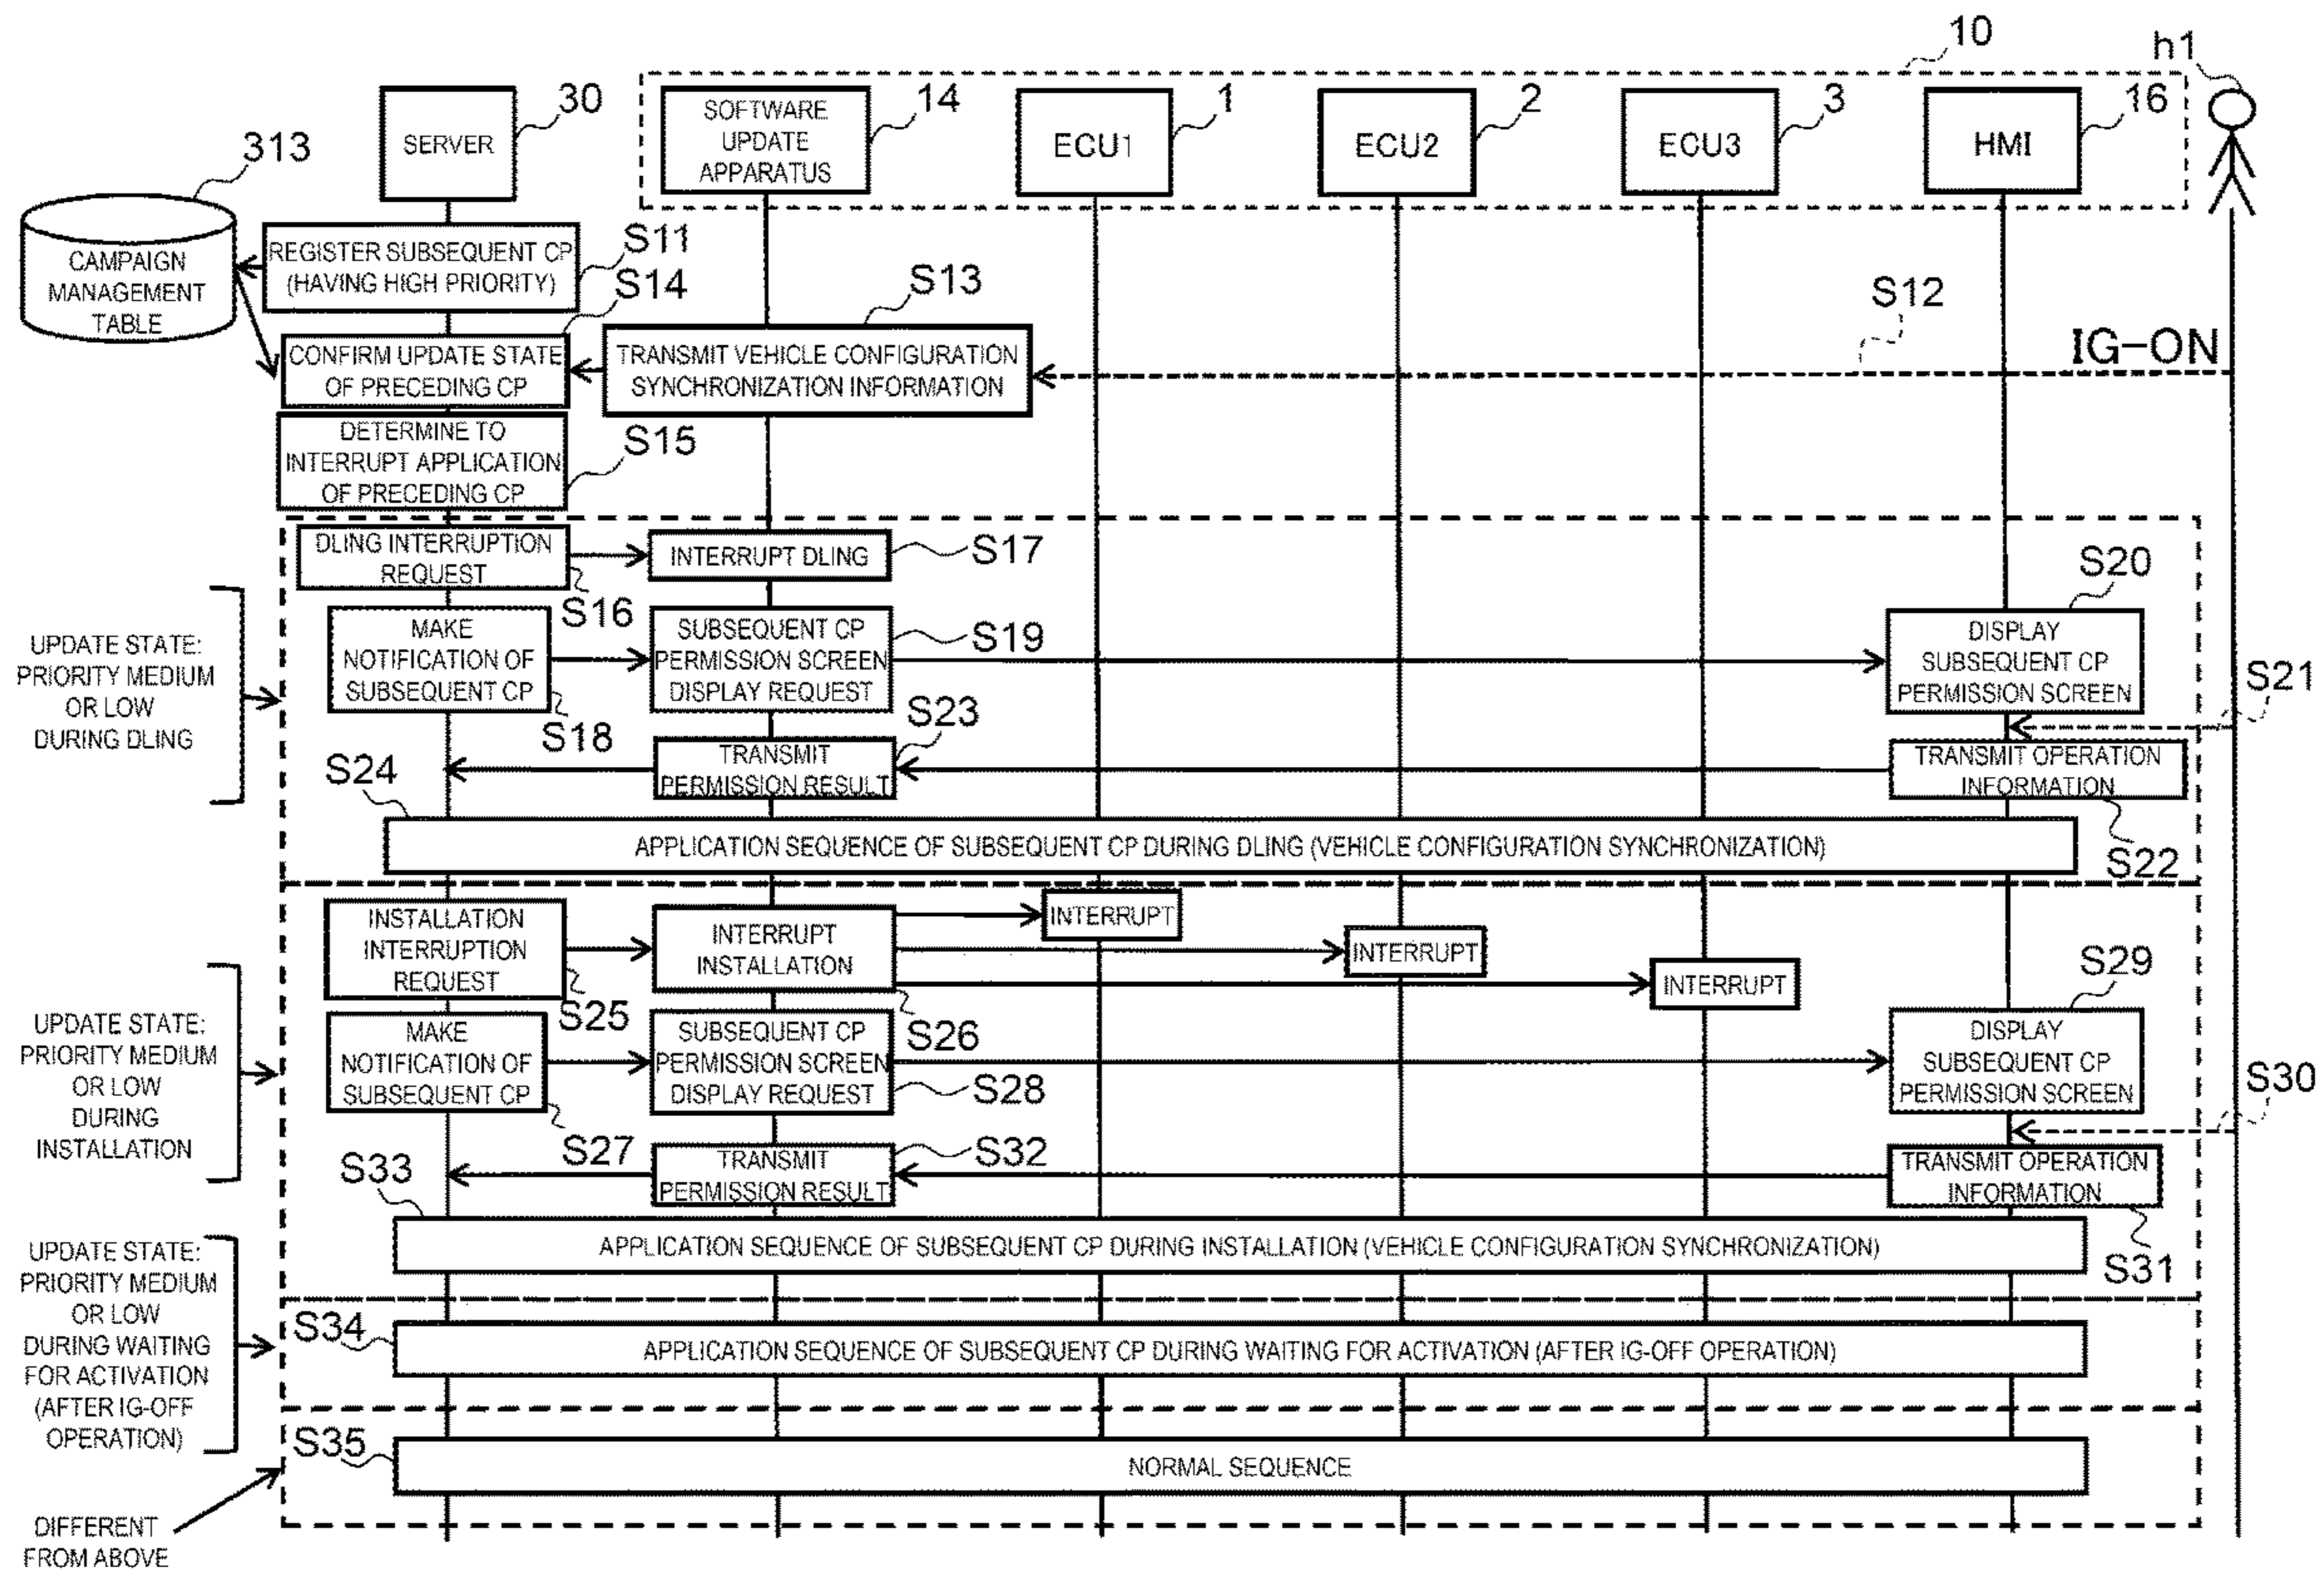 10
h1
30
14
1
2
3
16
SERVER
SOFTWARE
UPDATE
APPARATUS
ECU1
ECU2
ECU3
HMI
313
CAMPAIGN
MANAGEMENT
TABLE
REGISTER SUBSEQUENT CP
(HAVING HIGH PRIORITY)
S11
S14
S13
S12
IG-ON
CONFIRM UPDATE STATE
OF PRECEDING CP
TRANSMIT VEHICLE CONFIGURATION
SYNCHRONIZATION INFORMATION
DETERMINE TO
INTERRUPT APPLICATION
OF PRECEDING CP
S15
UPDATE STATE:
PRIORITY MEDIUM
OR LOW
DURING DLING
DLING INTERRUPTION
REQUEST
S16
INTERRUPT DLING
S17
MAKE
NOTIFICATION OF
SUBSEQUENT CP
S18
SUBSEQUENT CP
PERMISSION SCREEN
DISPLAY REQUEST
S19
S20
DISPLAY
SUBSEQUENT CP
PERMISSION SCREEN
S21
S23
TRANSMIT
PERMISSION RESULT
TRANSMIT OPERATION
INFORMATION
S22
S24
APPLICATION SEQUENCE OF SUBSEQUENT CP DURING DLING (VEHICLE CONFIGURATION SYNCHRONIZATION)
UPDATE STATE:
PRIORITY MEDIUM
OR LOW
DURING
INSTALLATION
INSTALLATION
INTERRUPTION
REQUEST
S25
INTERRUPT
INSTALLATION
S26
INTERRUPT
INTERRUPT
INTERRUPT
MAKE
NOTIFICATION OF
SUBSEQUENT CP
S27
SUBSEQUENT CP
PERMISSION SCREEN
DISPLAY REQUEST
S28
S29
DISPLAY
SUBSEQUENT CP
PERMISSION SCREEN
S30
TRANSMIT
PERMISSION RESULT
S32
TRANSMIT OPERATION
INFORMATION
S31
S33
APPLICATION SEQUENCE OF SUBSEQUENT CP DURING INSTALLATION (VEHICLE CONFIGURATION SYNCHRONIZATION)
UPDATE STATE:
PRIORITY MEDIUM
OR LOW
DURING WAITING
FOR ACTIVATION
(AFTER IG-OFF
OPERATION)
S34
APPLICATION SEQUENCE OF SUBSEQUENT CP DURING WAITING FOR ACTIVATION (AFTER IG-OFF OPERATION)
S35
NORMAL SEQUENCE
DIFFERENT
FROM ABOVE